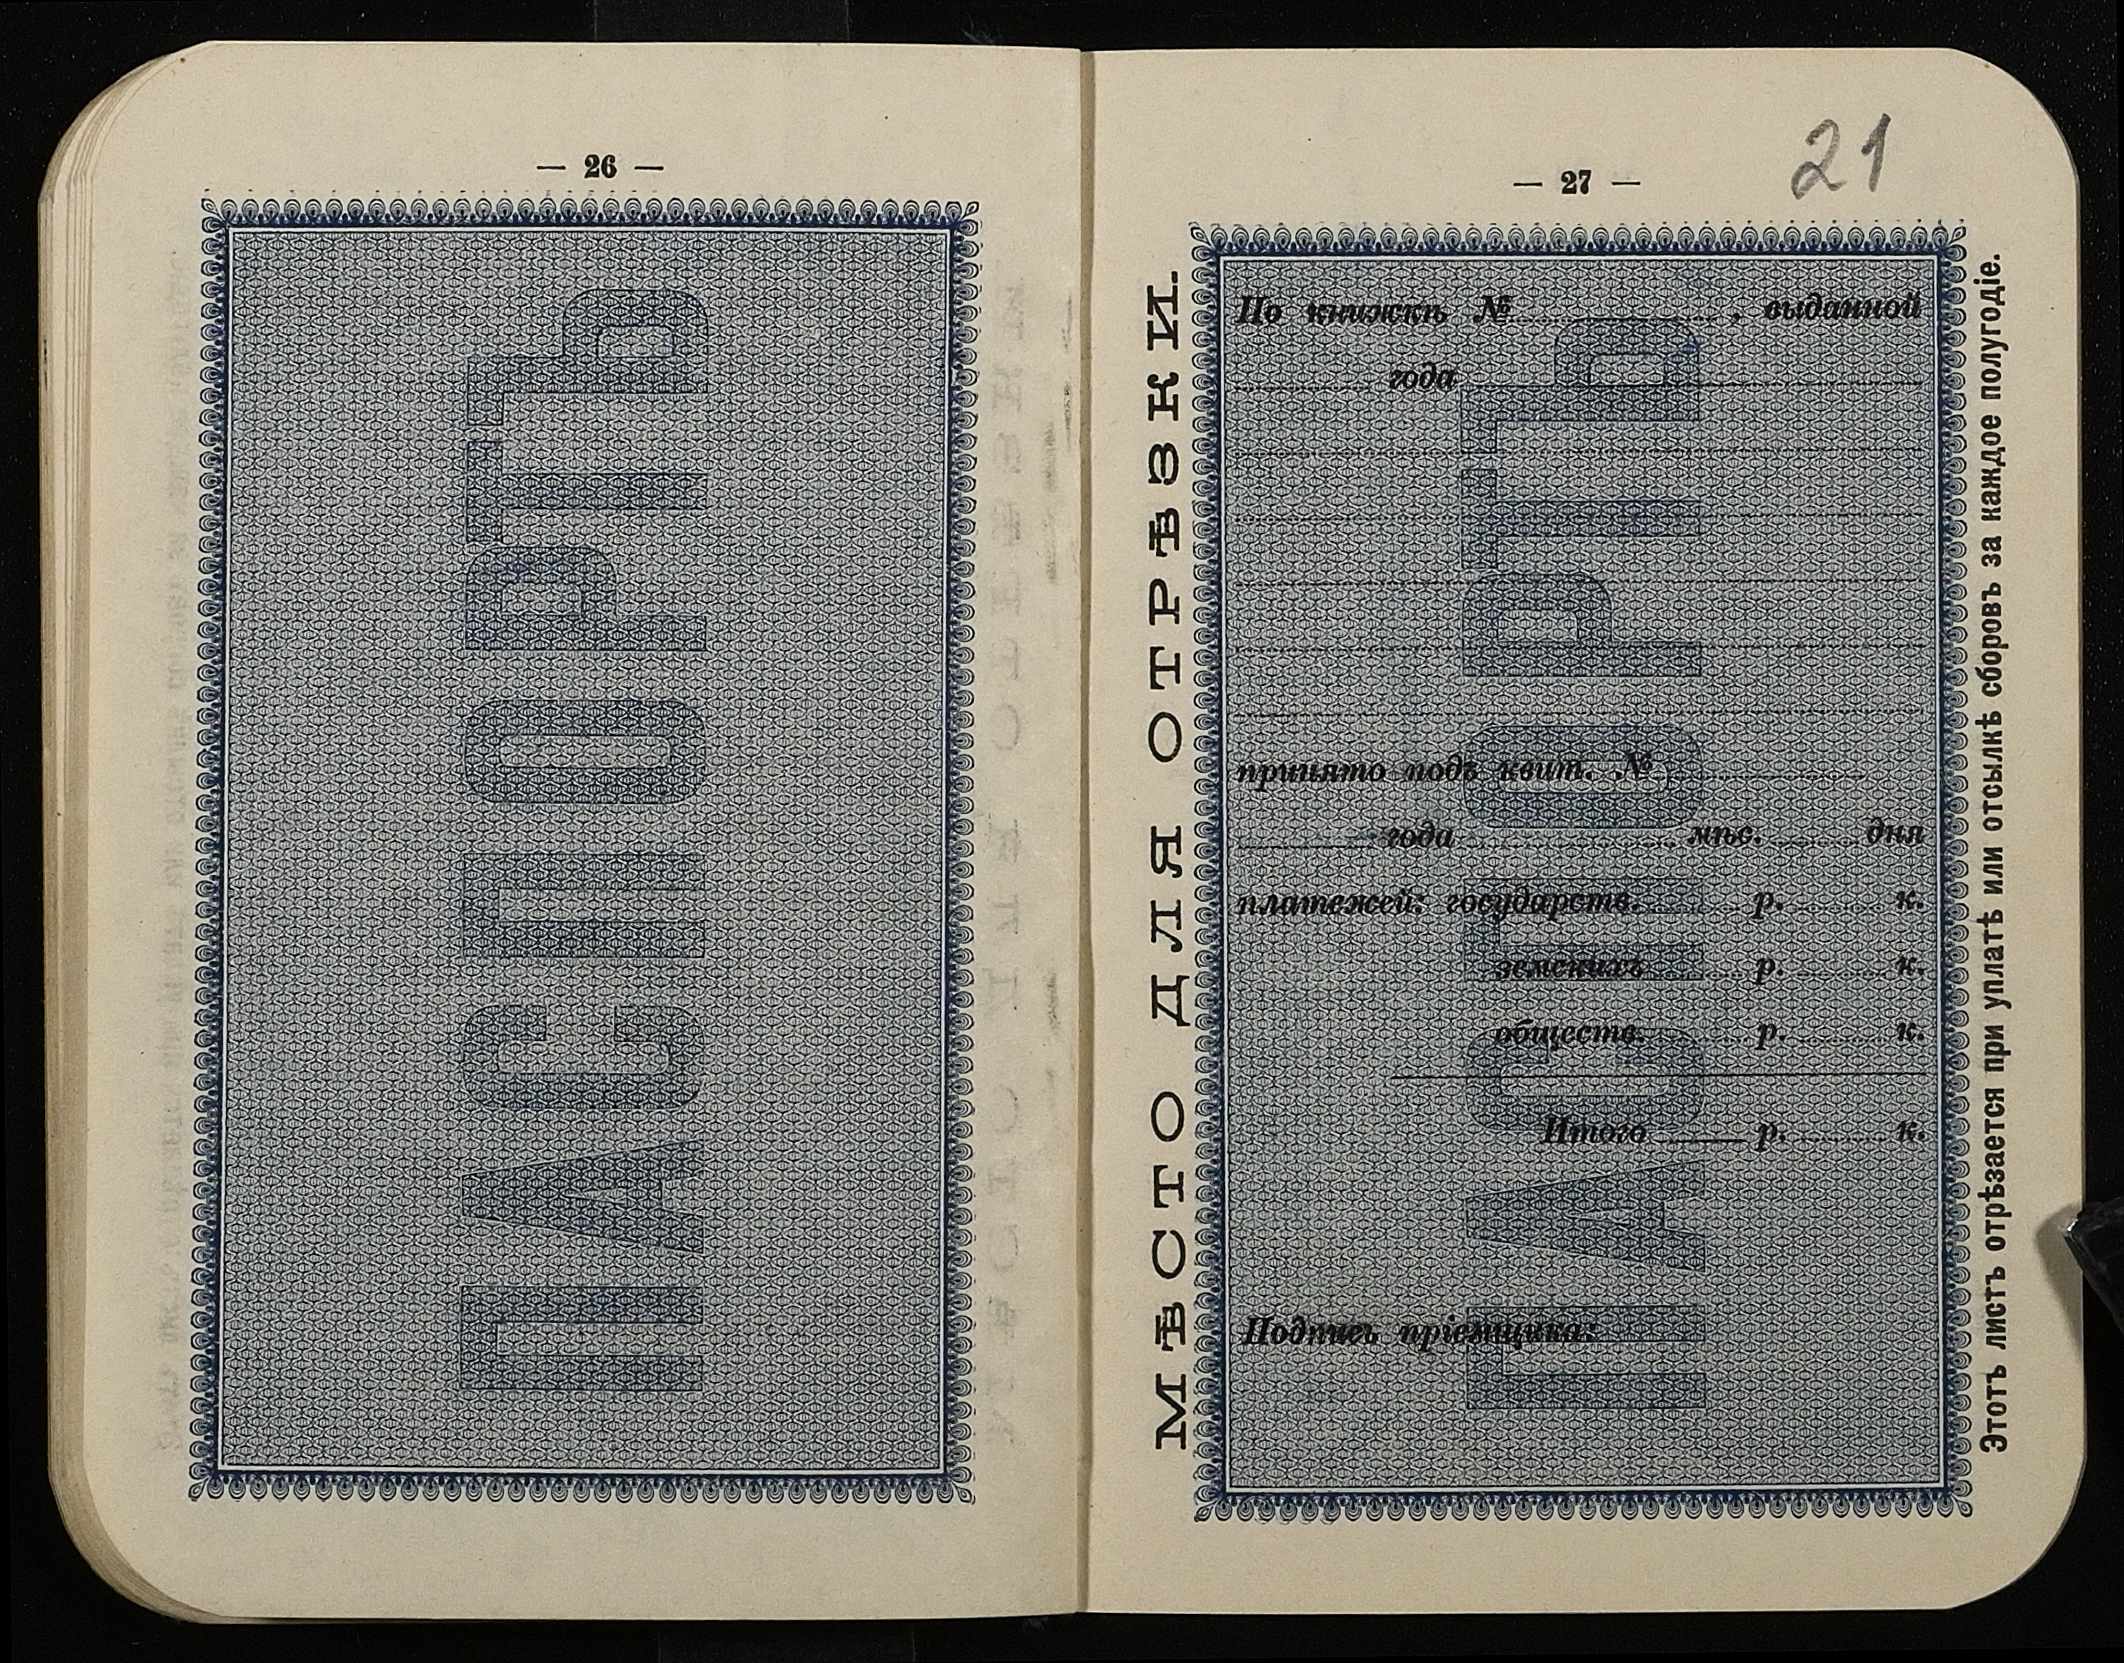 — 26 —
ПАСПОРТЪ
21
— 27 —
МѢСТО ДЛЯ ОТРѢЗКИ.
ПАСПОРТЪ
По книжкѣ № , выданной
года
принято подъ квит. №
года мѣс. дня
платежей: государств. р. к.
земскихъ р. к.
обществ. р. к.
Итого р. к.
Подпись пріемщика:
Этотъ листъ отрѣзается при уплатѣ или отсылкѣ сборовъ за каждое полугодіе.